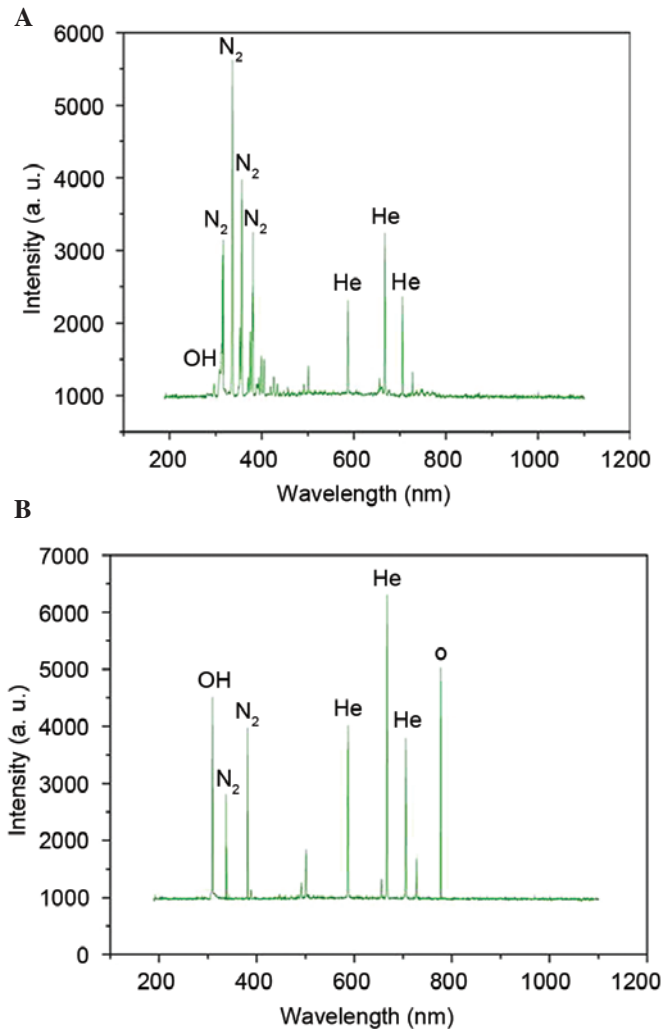 A
6000
5000
4000
3000
2000
1000
Intensity (a. u.)
N₂
N₂
N₂
N₂
OH
He
He
He
200 400 600 800 1000 1200
Wavelength (nm)
B
7000
6000
5000
4000
3000
2000
1000
0
Intensity (a. u.)
He
O
OH
N₂
He
He
N₂
200 400 600 800 1000 1200
Wavelength (nm)